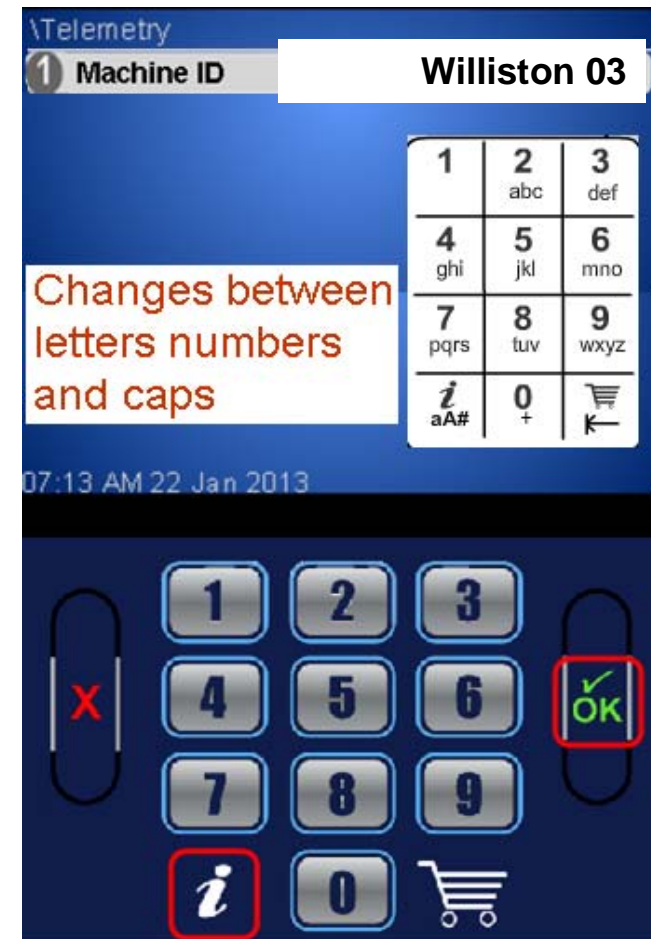 \Telemetry
1 Machine ID Williston 03
1 2 3
abc def
4 5 6
ghi jkl mno
7 8 9
pqrs tuv wxyz
i 0
aA# +
Changes between
letters numbers
and caps
07:13 AM 22 Jan 2013
1 2 3
X 4 5 6 OK
7 8 9
i 0